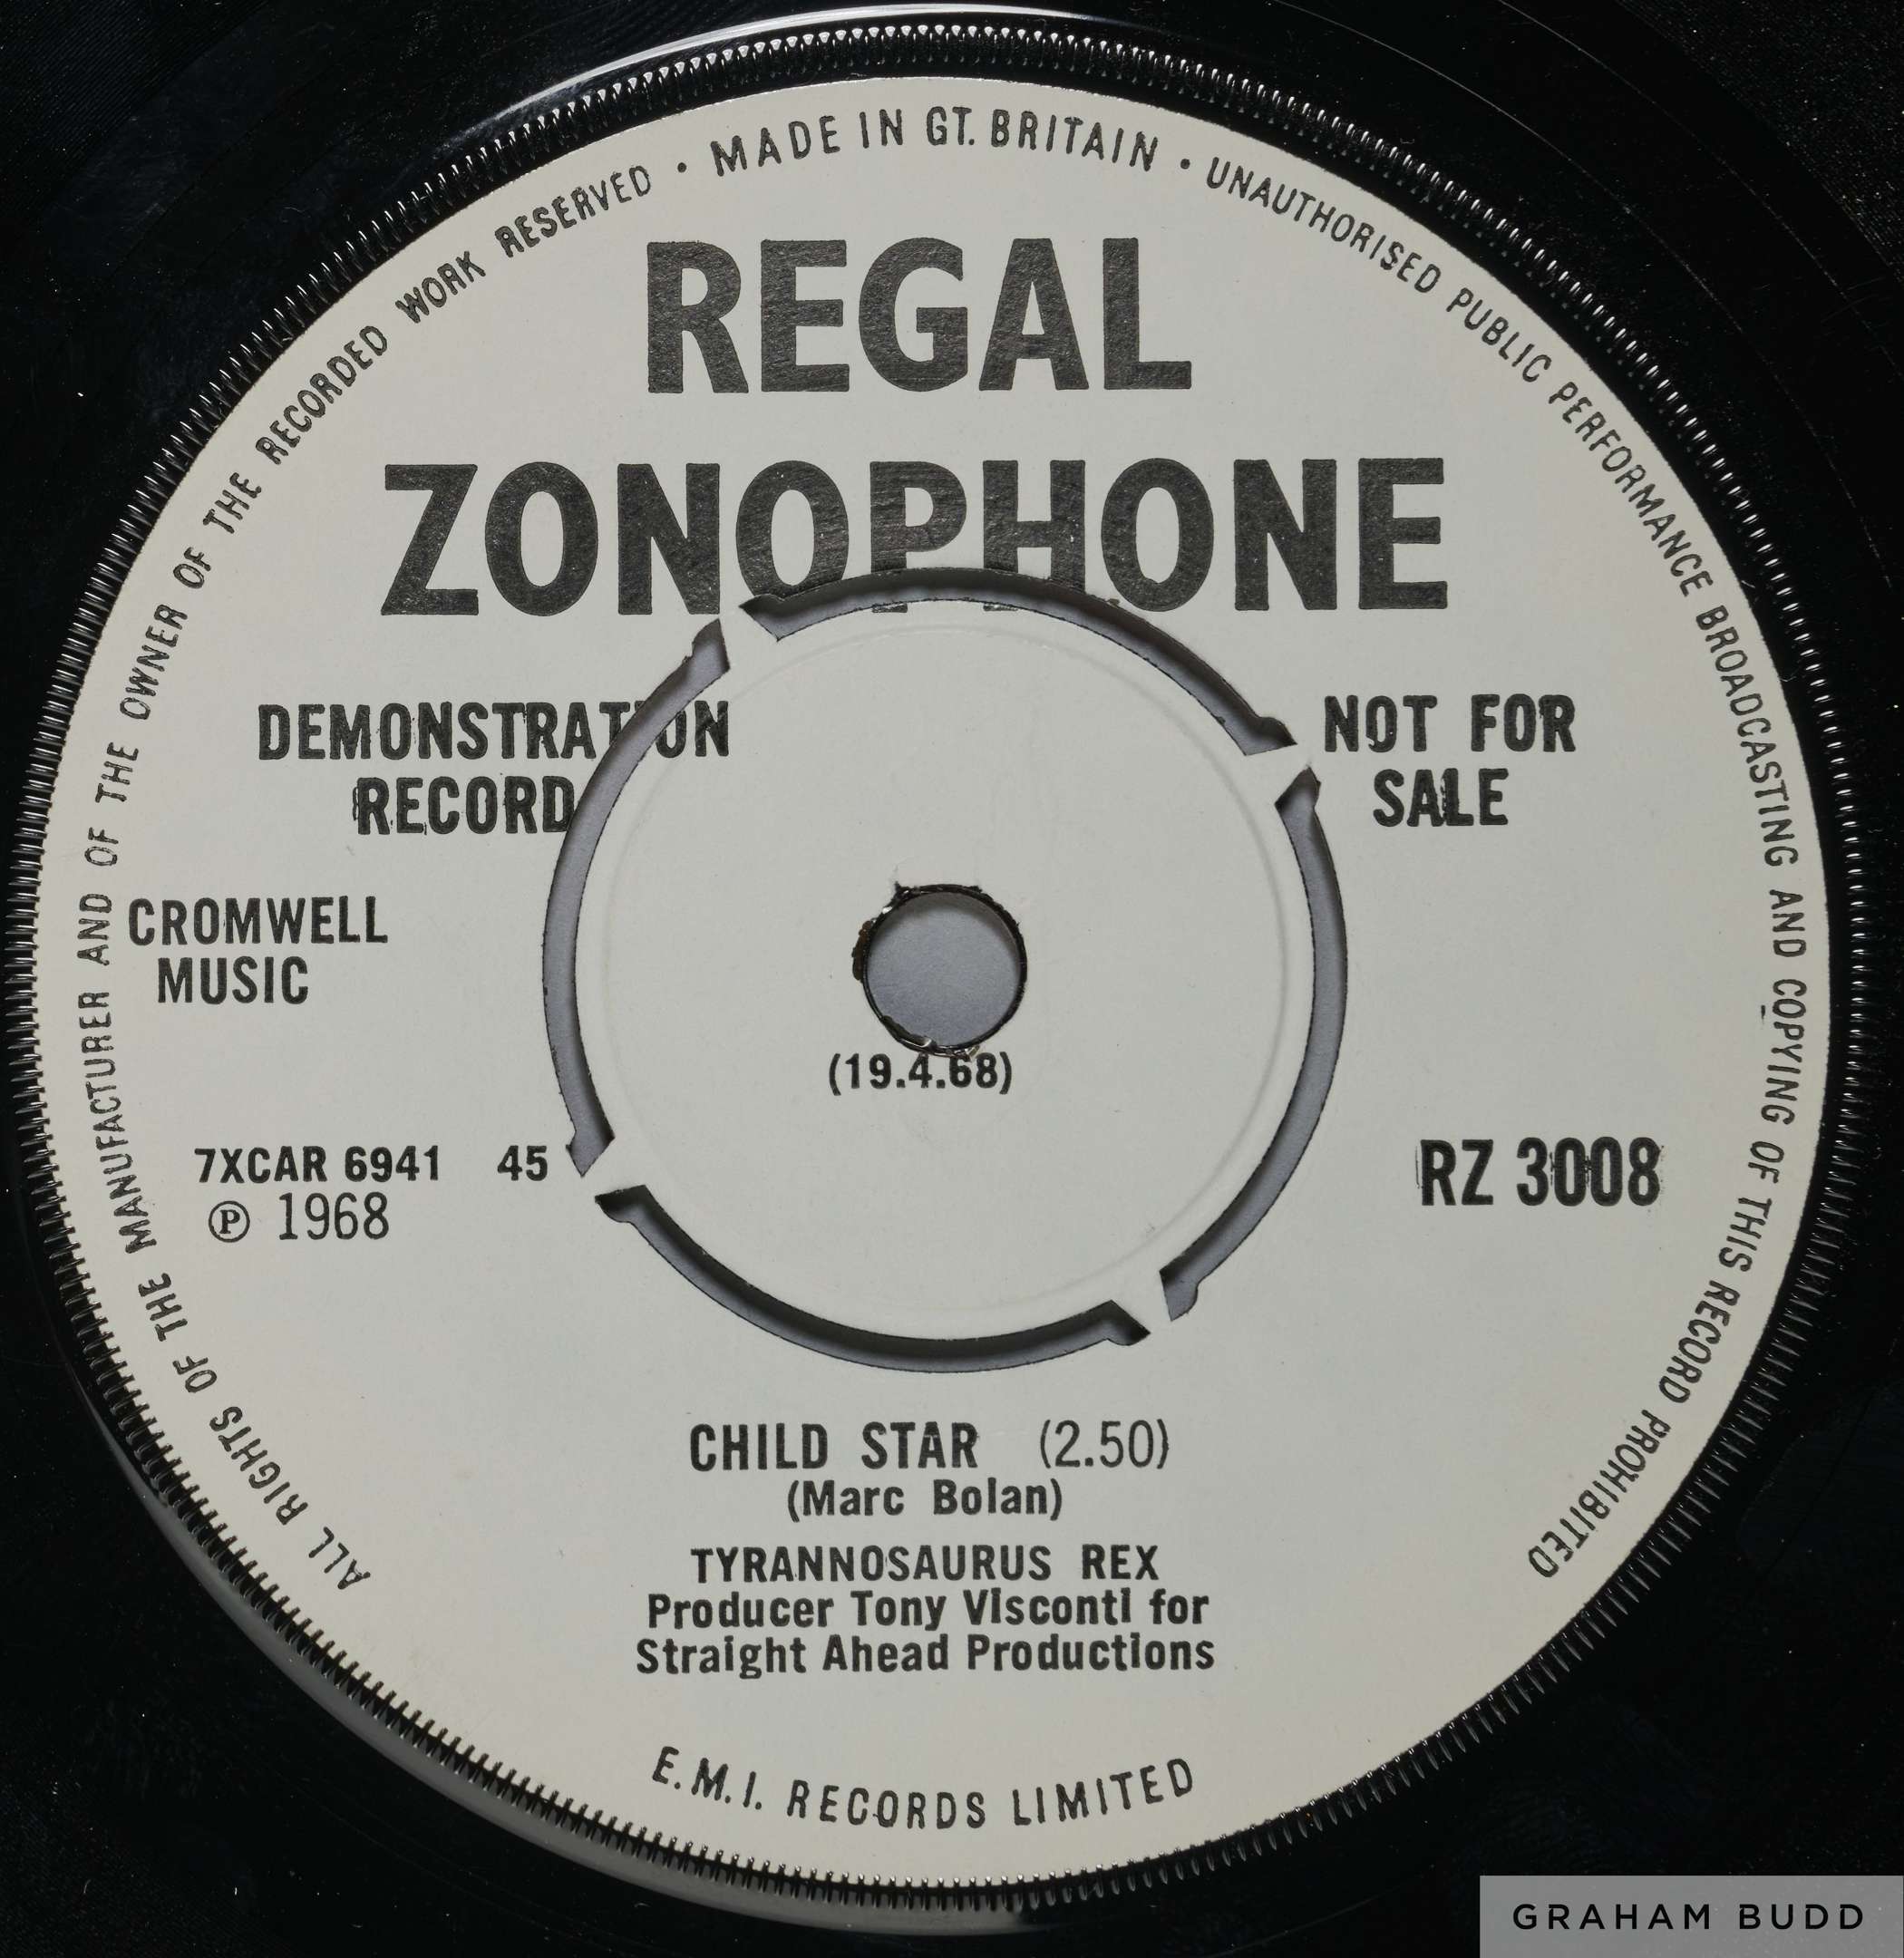 ALL RIGHTS OF THE MANUFACTURER AND OF THE OWNER OF THE RECORDED WORK RESERVED • MADE IN GT. BRITAIN • UNAUTHORISED PUBLIC PERFORMANCE BROADCASTING AND COPYING OF THIS RECORD PROHIBITED
REGAL
ZONOPHONE
DEMONSTRATION
RECORD
NOT FOR
SALE
CROMWELL
MUSIC
(19.4.68)
7XCAR 6941 45
℗ 1968
RZ 3008
CHILD STAR (2.50)
(Marc Bolan)
TYRANNOSAURUS REX
Producer Tony Visconti for
Straight Ahead Productions
E.M.I. RECORDS LIMITED
GRAHAM BUDD